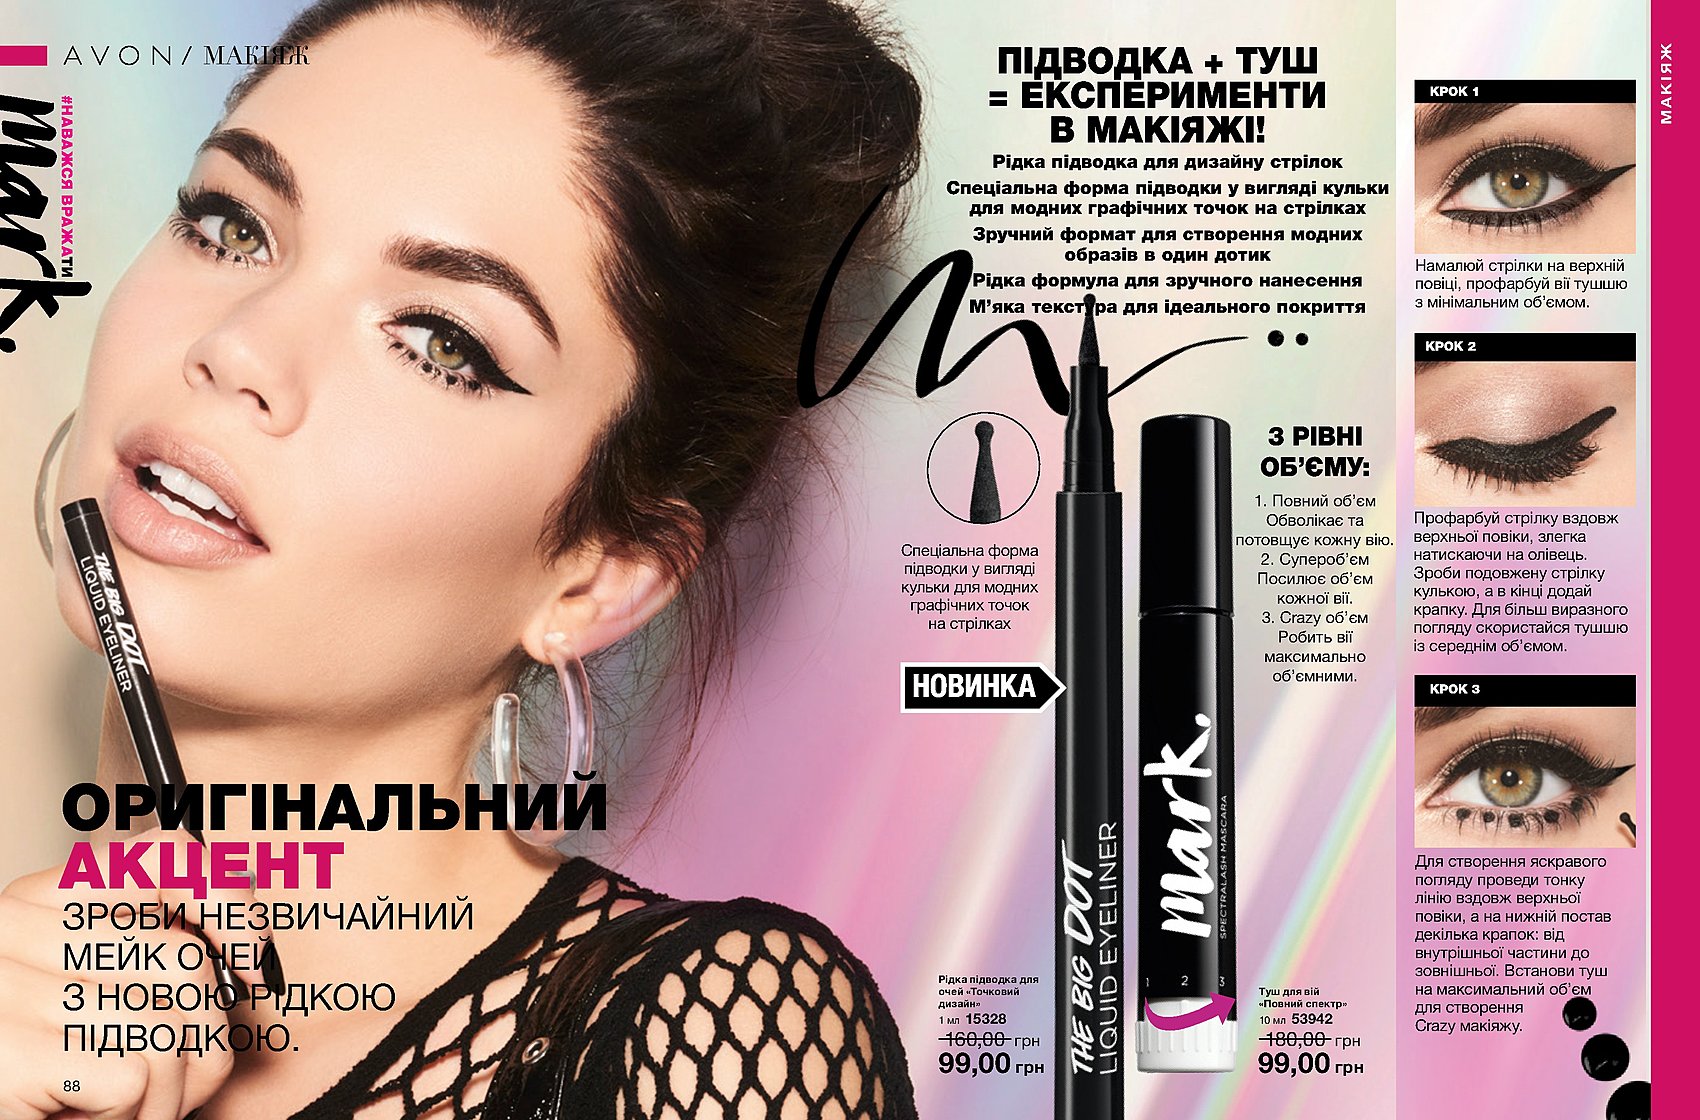 AVON / МАКІЯЖ
mark.
#НАВАЖСЯ ВРАЖАТИ
THE BIG DOT
LIQUID EYELINER
ОРИГІНАЛЬНИЙ
АКЦЕНТ
ЗРОБИ НЕЗВИЧАЙНИЙ
МЕЙК ОЧЕЙ
З НОВОЮ РІДКОЮ
ПІДВОДКОЮ.
88
ПІДВОДКА + ТУШ
= ЕКСПЕРИМЕНТИ
В МАКІЯЖІ!
Рідка підводка для дизайну стрілок
Спеціальна форма підводки у вигляді кульки
для модних графічних точок на стрілках
Зручний формат для створення модних
образів в один дотик
Рідка формула для зручного нанесення
М’яка текстура для ідеального покриття
Спеціальна форма
підводки у вигляді
кульки для модних
графічних точок
на стрілках
НОВИНКА
3 РІВНІ
ОБ’ЄМУ:
1. Повний об’єм
Обволікає та
потовщує кожну вію.
2. Суперобʼєм
Посилює об’єм
кожної вії.
3. Crazy об’єм
Робить вії
максимально
об’ємними.
THE BIG DOT
LIQUID EYELINER
mark.
SPECTRALASH MASCARA
1 2 3
Рідка підводка для
очей «Точковий
дизайн»
1 мл 15328
160,00 грн
99,00 грн
Туш для вій
«Повний спектр»
10 мл 53942
180,00 грн
99,00 грн
МАКІЯЖ
КРОК 1
Намалюй стрілки на верхній
повіці, профарбуй вії тушшю
з мінімальним об’ємом.
КРОК 2
Профарбуй стрілку вздовж
верхньої повіки, злегка
натискаючи на олівець.
Зроби подовжену стрілку
кулькою, а в кінці додай
крапку. Для більш виразного
погляду скористайся тушшю
із середнім об’ємом.
КРОК 3
Для створення яскравого
погляду проведи тонку
лінію вздовж верхньої
повіки, а на нижній постав
декілька крапок: від
внутрішньої частини до
зовнішньої. Встанови туш
на максимальний об’єм
для створення
Crazy макіяжу.